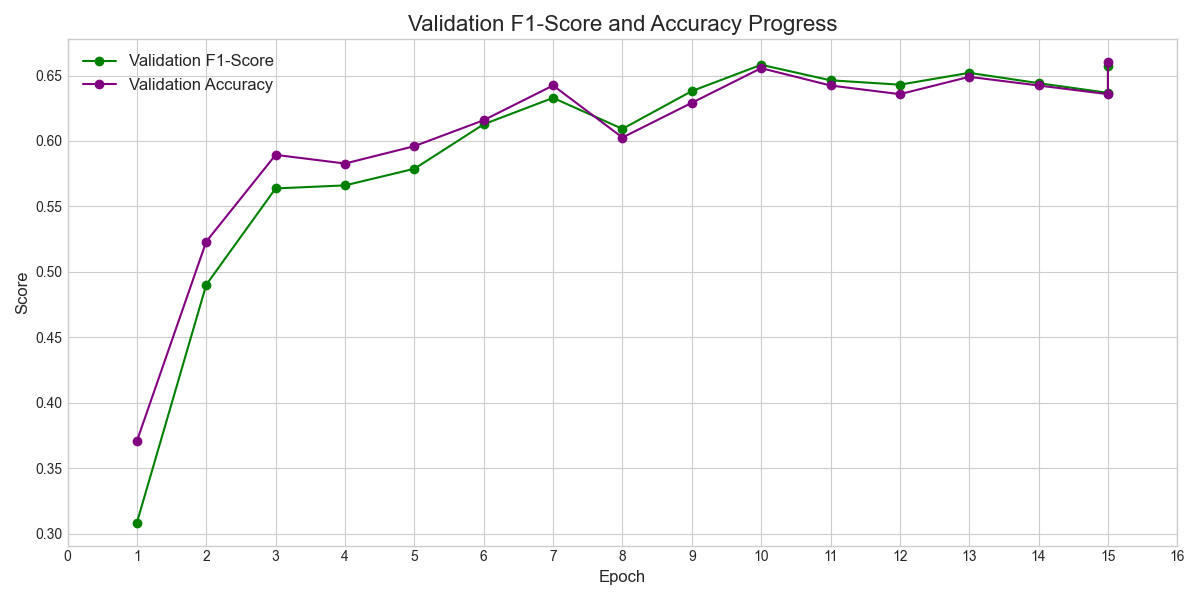 Validation F1-Score and Accuracy Progress
Validation F1-Score
Validation Accuracy
Score
0.65
0.60
0.55
0.50
0.45
0.40
0.35
0.30
0 1 2 3 4 5 6 7 8 9 10 11 12 13 14 15 16
Epoch